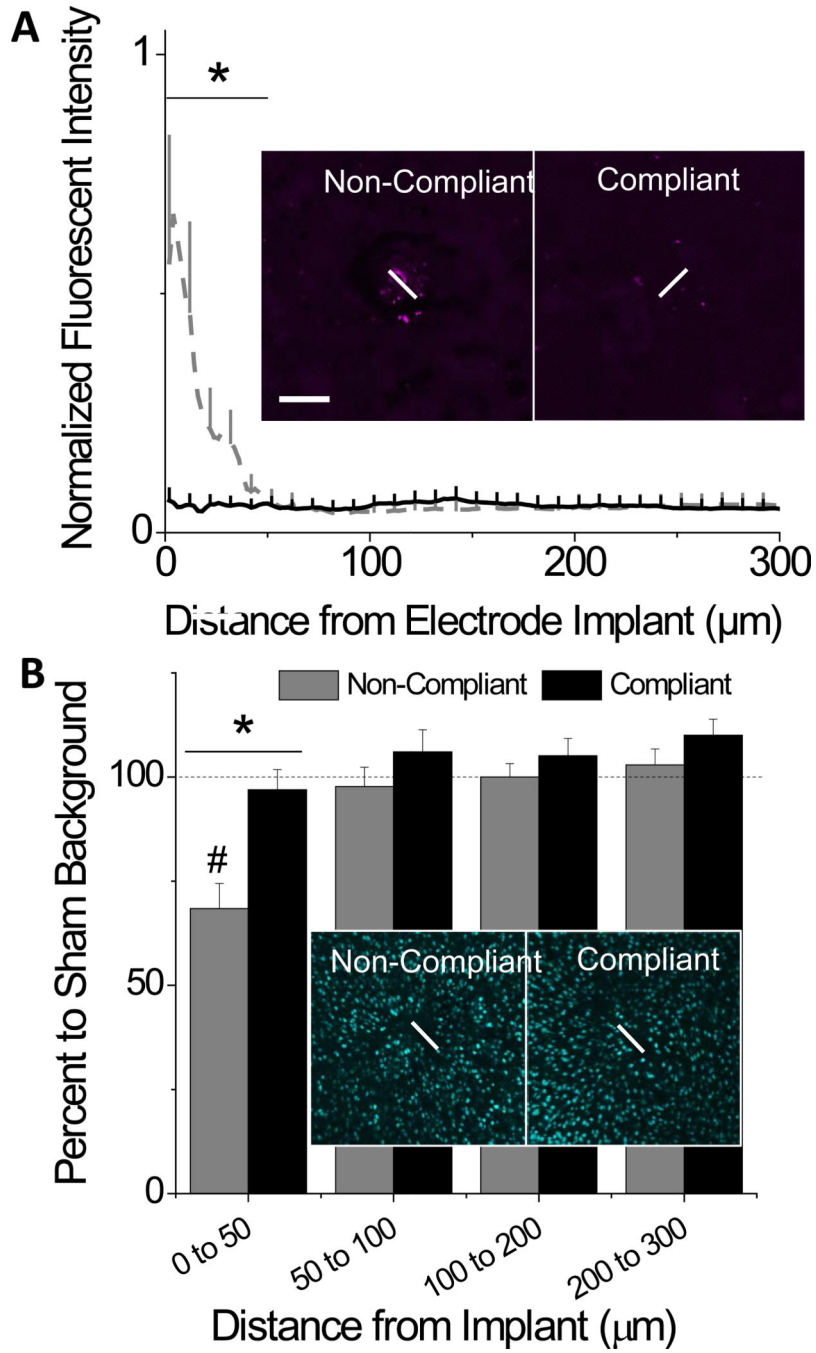 A
Normalized Fluorescent Intensity
1
0
*
Non-Compliant
Compliant
0
100
200
300
Distance from Electrode Implant (μm)
B
Non-Compliant
Compliant
Percent to Sham Background
100
50
0
*
#
Non-Compliant
Compliant
0 to 50
50 to 100
100 to 200
200 to 300
Distance from Implant (μm)